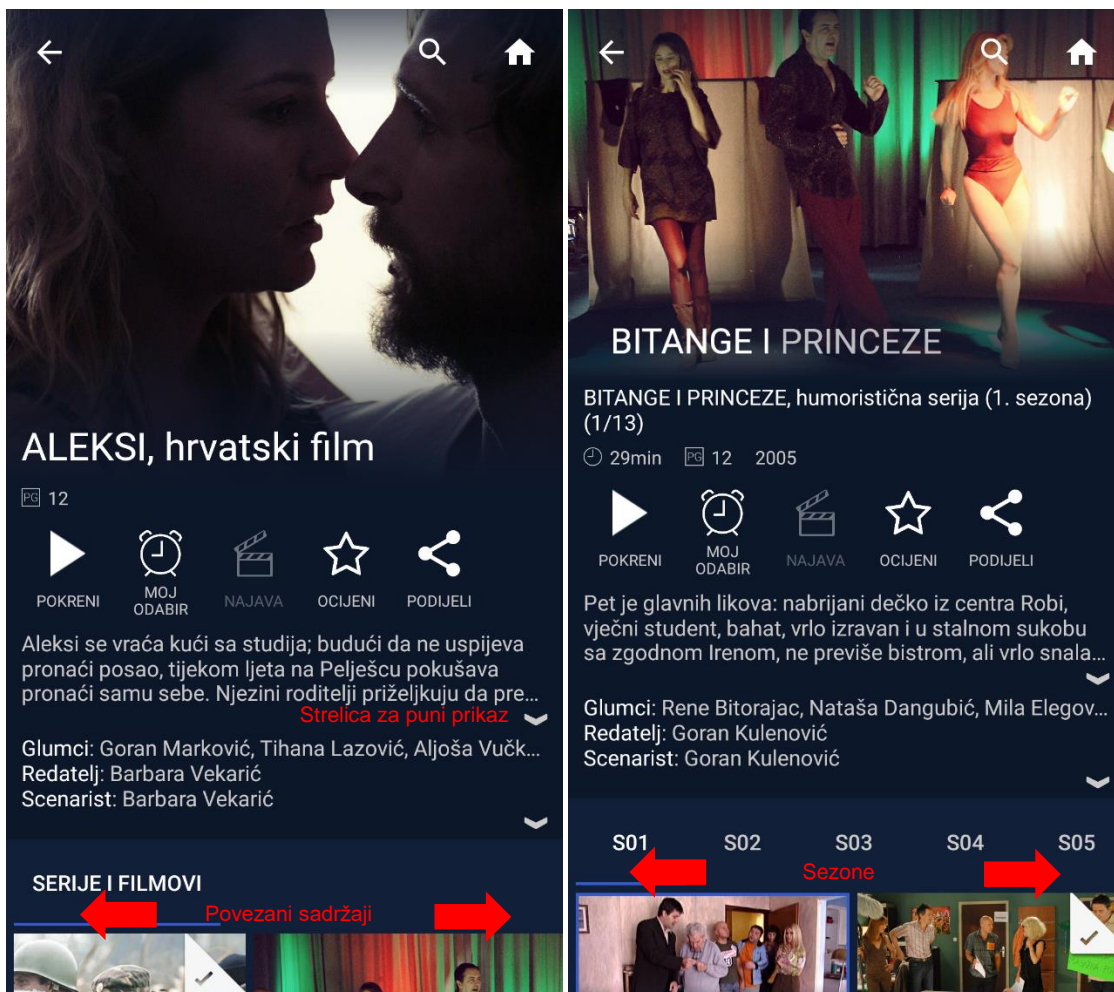 ALEKSI, hrvatski film
PG 12
POKRENI
MOJ
ODABIR
NAJAVA
OCIJENI
PODIJELI
Aleksi se vraća kući sa studija; budući da ne uspijeva
pronaći posao, tijekom ljeta na Pelješcu pokušava
pronaći samu sebe. Njezini roditelji priželjkuju da pre...
Strelica za puni prikaz
Glumci: Goran Marković, Tihana Lazović, Aljoša Vučk...
Redatelj: Barbara Vekarić
Scenarist: Barbara Vekarić
SERIJE I FILMOVI
Povezani sadržaji
BITANGE I PRINCEZE
BITANGE I PRINCEZE, humoristična serija (1. sezona)
(1/13)
29min PG 12 2005
POKRENI
MOJ
ODABIR
NAJAVA
OCIJENI
PODIJELI
Pet je glavnih likova: nabrijani dečko iz centra Robi,
vječni student, bahat, vrlo izravan i u stalnom sukobu
sa zgodnom Irenom, ne previše bistrom, ali vrlo snala...
Glumci: Rene Bitorajac, Nataša Dangubić, Mila Elegov...
Redatelj: Goran Kulenović
Scenarist: Goran Kulenović
S01 S02 S03 S04 S05
Sezone